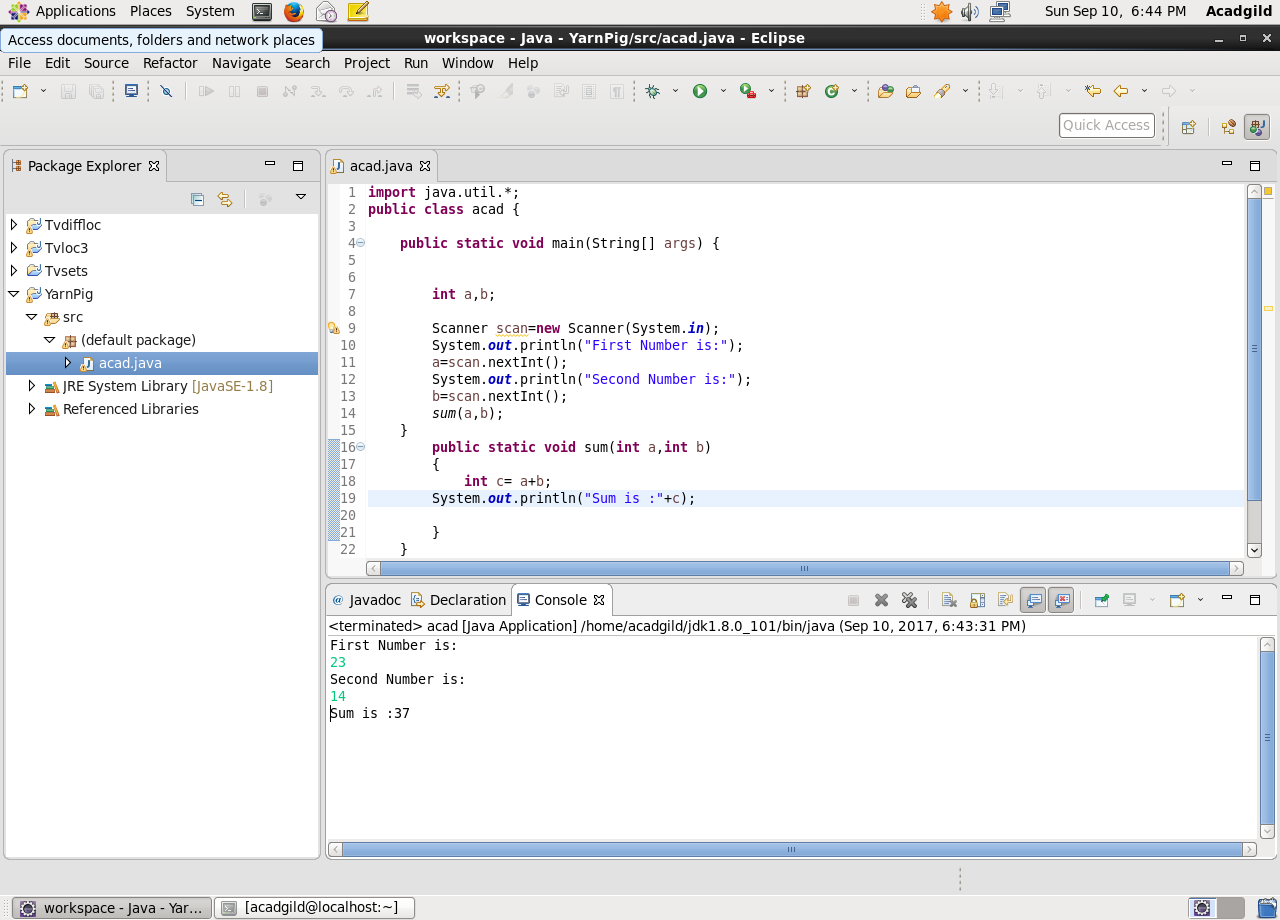 Applications Places System Sun Sep 10, 6:44 PM Acadgild
Access documents, folders and network places
workspace - Java - YarnPig/src/acad.java - Eclipse
File Edit Source Refactor Navigate Search Project Run Window Help
Quick Access
Package Explorer
Tvdiffloc
Tvloc3
Tvsets
YarnPig
src
(default package)
acad.java
JRE System Library [JavaSE-1.8]
Referenced Libraries
acad.java
1 import java.util.*;
2 public class acad {
3
4 public static void main(String[] args) {
5
6
7 int a,b;
8
9 Scanner scan=new Scanner(System.in);
10 System.out.println("First Number is:");
11 a=scan.nextInt();
12 System.out.println("Second Number is:");
13 b=scan.nextInt();
14 sum(a,b);
15 }
16 public static void sum(int a,int b)
17 {
18 int c= a+b;
19 System.out.println("Sum is :"+c);
20
21 }
22 }
@ Javadoc Declaration Console
<terminated> acad [Java Application] /home/acadgild/jdk1.8.0_101/bin/java (Sep 10, 2017, 6:43:31 PM)
First Number is:
23
Second Number is:
14
Sum is :37
workspace - Java - Yar... [acadgild@localhost:~]